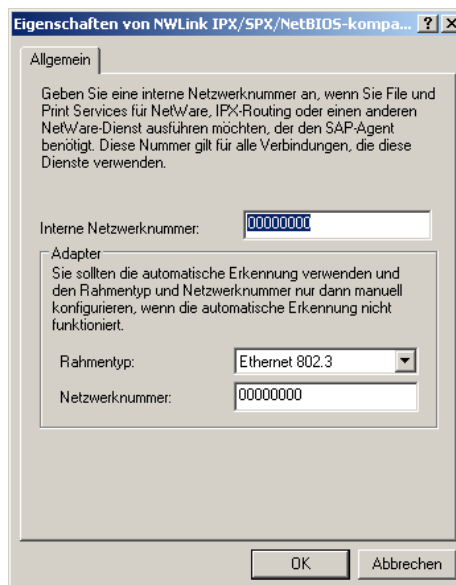 Eigenschaften von NWLink IPX/SPX/NetBIOS-kompa...
Allgemein
Geben Sie eine interne Netzwerknummer an, wenn Sie File und
Print Services für NetWare, IPX-Routing oder einen anderen
NetWare-Dienst ausführen möchten, der den SAP-Agent
benötigt. Diese Nummer gilt für alle Verbindungen, die diese
Dienste verwenden.
Interne Netzwerknummer: 00000000
Adapter
Sie sollten die automatische Erkennung verwenden und
den Rahmentyp und Netzwerknummer nur dann manuell
konfigurieren, wenn die automatische Erkennung nicht
funktioniert.
Rahmentyp: Ethernet 802.3
Netzwerknummer: 00000000
OK Abbrechen